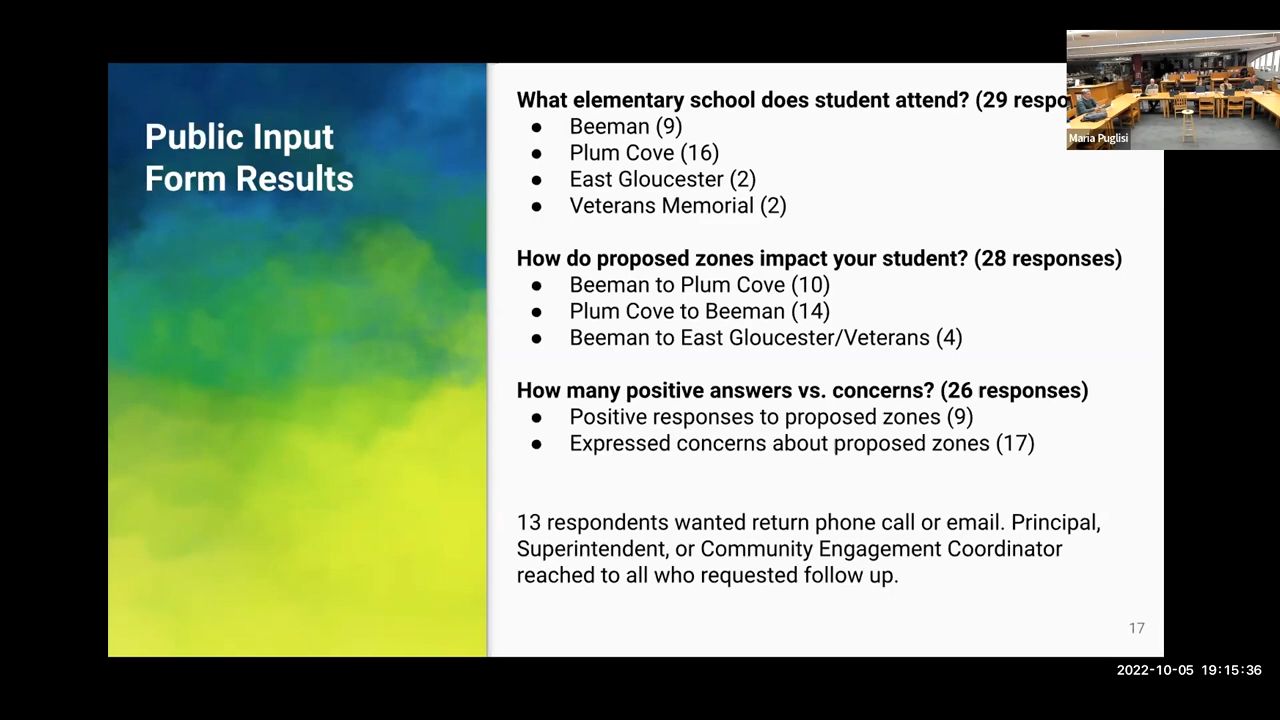 Public Input
Form Results
What elementary school does student attend? (29 respo
● Beeman (9)
● Plum Cove (16)
● East Gloucester (2)
● Veterans Memorial (2)
How do proposed zones impact your student? (28 responses)
● Beeman to Plum Cove (10)
● Plum Cove to Beeman (14)
● Beeman to East Gloucester/Veterans (4)
How many positive answers vs. concerns? (26 responses)
● Positive responses to proposed zones (9)
● Expressed concerns about proposed zones (17)
13 respondents wanted return phone call or email. Principal,
Superintendent, or Community Engagement Coordinator
reached to all who requested follow up.
17
Maria Puglisi
2022-10-05 19:15:36